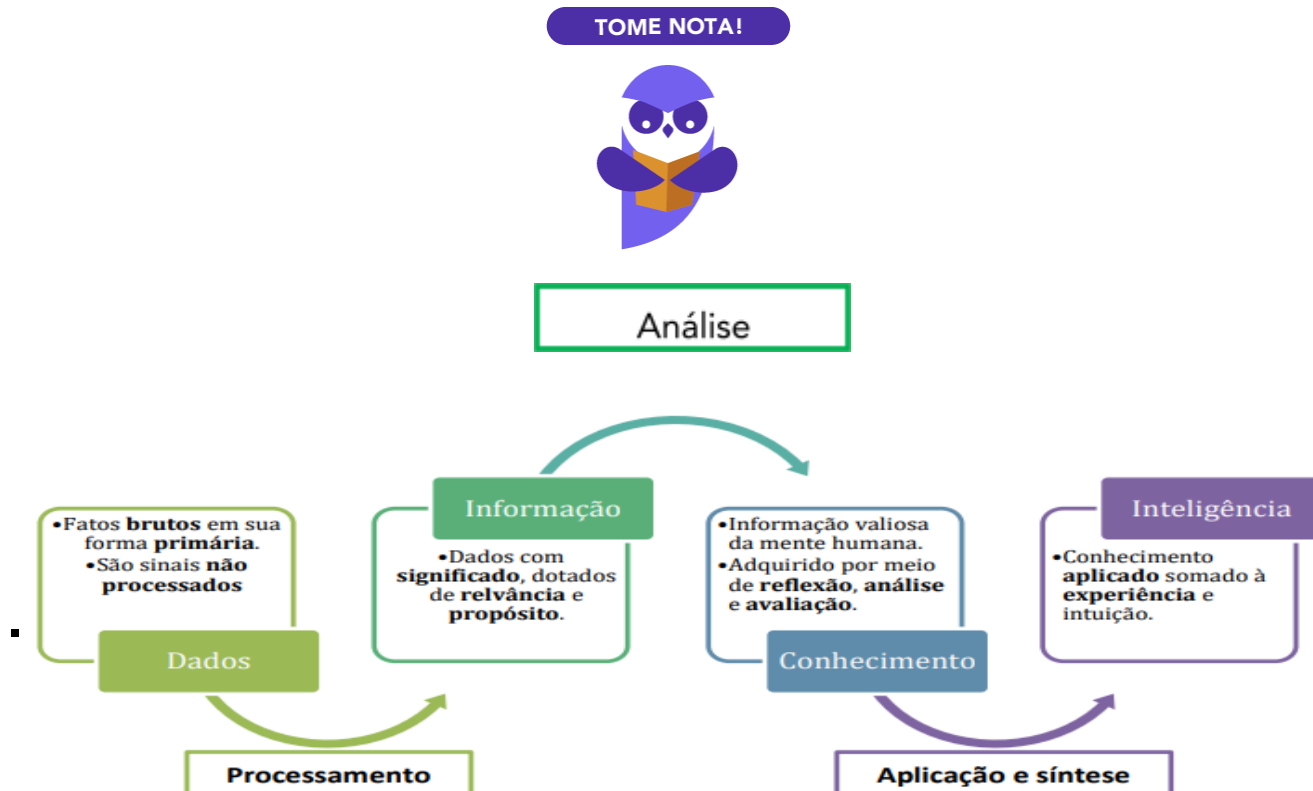 TOME NOTA!
Análise
•Fatos brutos em sua
forma primária.
•São sinais não
processados
Dados
Informação
•Dados com
significado, dotados
de relvância e
propósito.
•Informação valiosa
da mente humana.
•Adquirido por meio
de reflexão, análise
e avaliação.
Conhecimento
Inteligência
•Conhecimento
aplicado somado à
experiência e
intuição.
Processamento
Aplicação e síntese